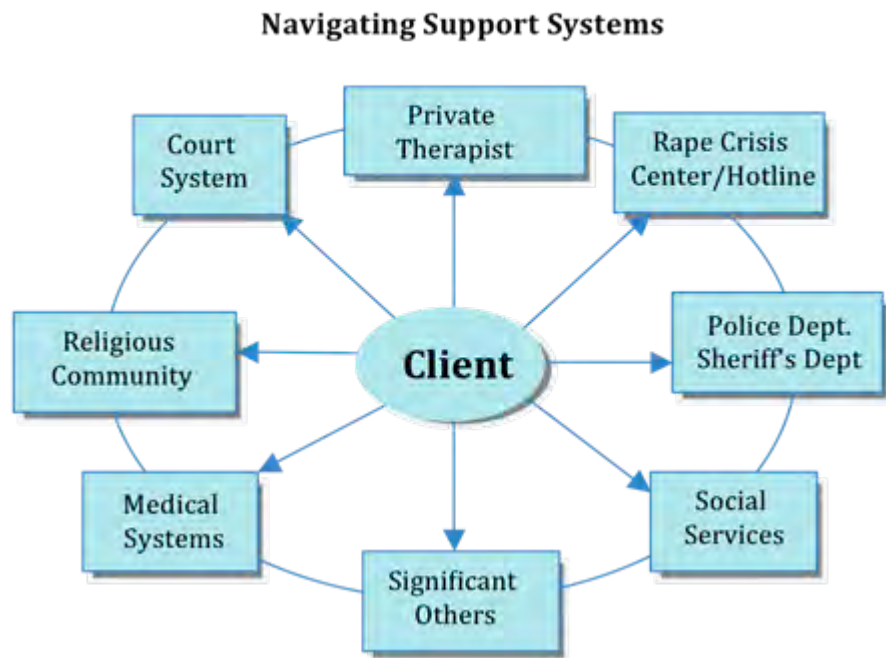 Navigating Support Systems
Private
Therapist
Court
System
Rape Crisis
Center/Hotline
Religious
Community
Client
Police Dept.
Sheriff's Dept
Medical
Systems
Social
Services
Significant
Others